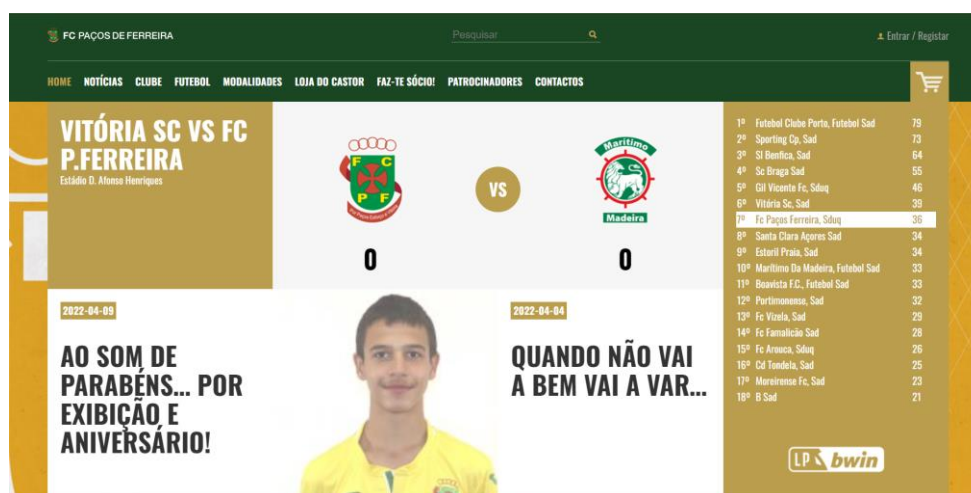 FC PAÇOS DE FERREIRA
Pesquisar
Entrar / Registar
HOME NOTÍCIAS CLUBE FUTEBOL MODALIDADES LOJA DO CASTOR FAZ-TE SÓCIO! PATROCINADORES CONTACTOS
VITÓRIA SC VS FC
P.FERREIRA
Estádio D. Afonso Henriques
F C
P F
VS
Marítimo
Madeira
0
0
1º Futebol Clube Porto, Futebol Sad 79
2º Sporting Cp, Sad 73
3º Sl Benfica, Sad 64
4º Sc Braga Sad 55
5º Gil Vicente Fc, Sduq 46
6º Vitória Sc, Sad 39
7º Fc Paços Ferreira, Sduq 36
8º Santa Clara Açores Sad 34
9º Estoril Praia, Sad 34
10º Marítimo Da Madeira, Futebol Sad 33
11º Boavista F.C., Futebol Sad 33
12º Portimonense, Sad 32
13º Fc Vizela, Sad 29
14º Fc Famalicão Sad 28
15º Fc Arouca, Sduq 26
16º Cd Tondela, Sad 25
17º Moreirense Fc, Sad 23
18º B Sad 21
LP bwin
2022-04-09
AO SOM DE
PARABÉNS... POR
EXIBIÇÃO E
ANIVERSÁRIO!
2022-04-04
QUANDO NÃO VAI
A BEM VAI A VAR...